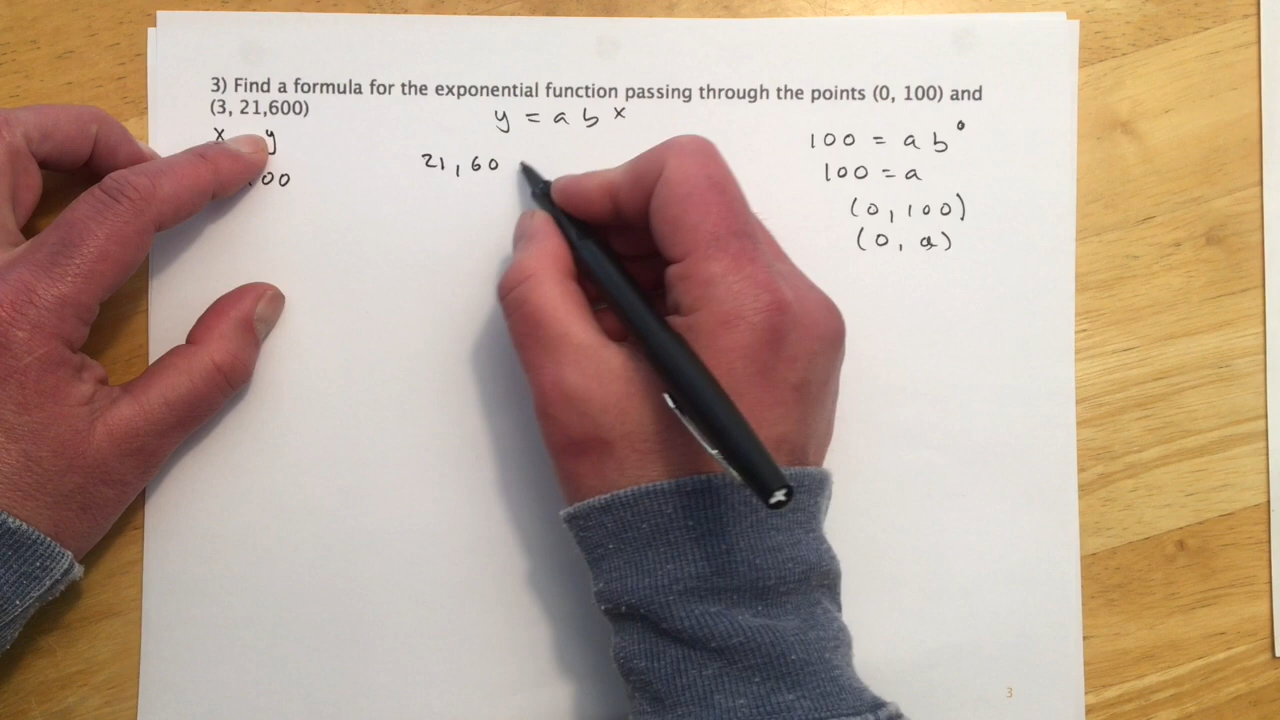 3) Find a formula for the exponential function passing through the points (0, 100) and
(3, 21,600)
y = a b^x
x y
100 = a b^0
21,60
00
100 = a
(0, 100)
(0, a)
3